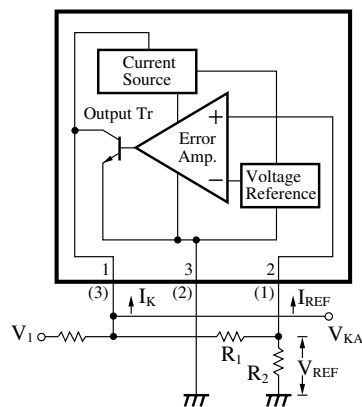 Current
Source
Output Tr
+
Error
Amp.
−
Voltage
Reference
1 3 2
(3) (2) (1)
I_K I_REF
V_1 V_KA
R_1
R_2 V_REF